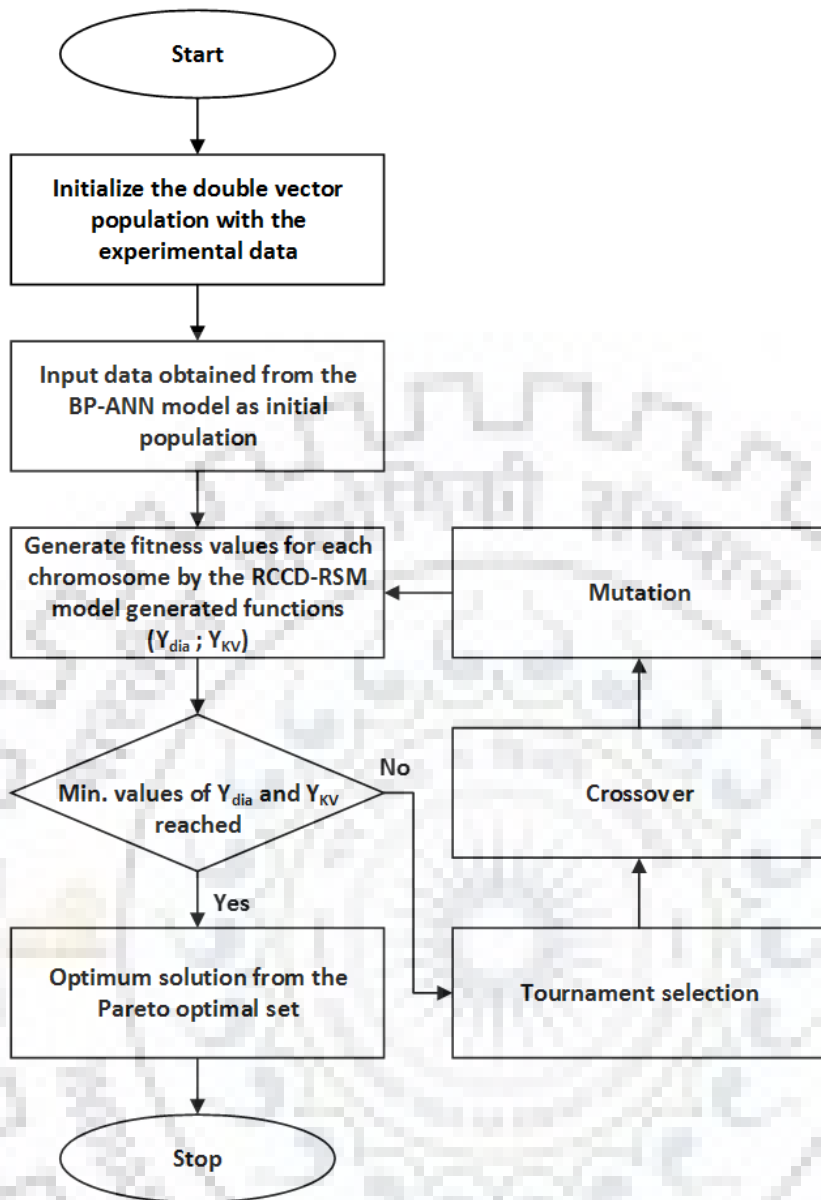 Start
Initialize the double vector
population with the
experimental data
Input data obtained from the
BP-ANN model as initial
population
Generate fitness values for each
chromosome by the RCCD-RSM
model generated functions
(Y_dia ; Y_KV)
Mutation
Min. values of Y_dia and Y_KV
reached
No
Crossover
Yes
Optimum solution from the
Pareto optimal set
Tournament selection
Stop